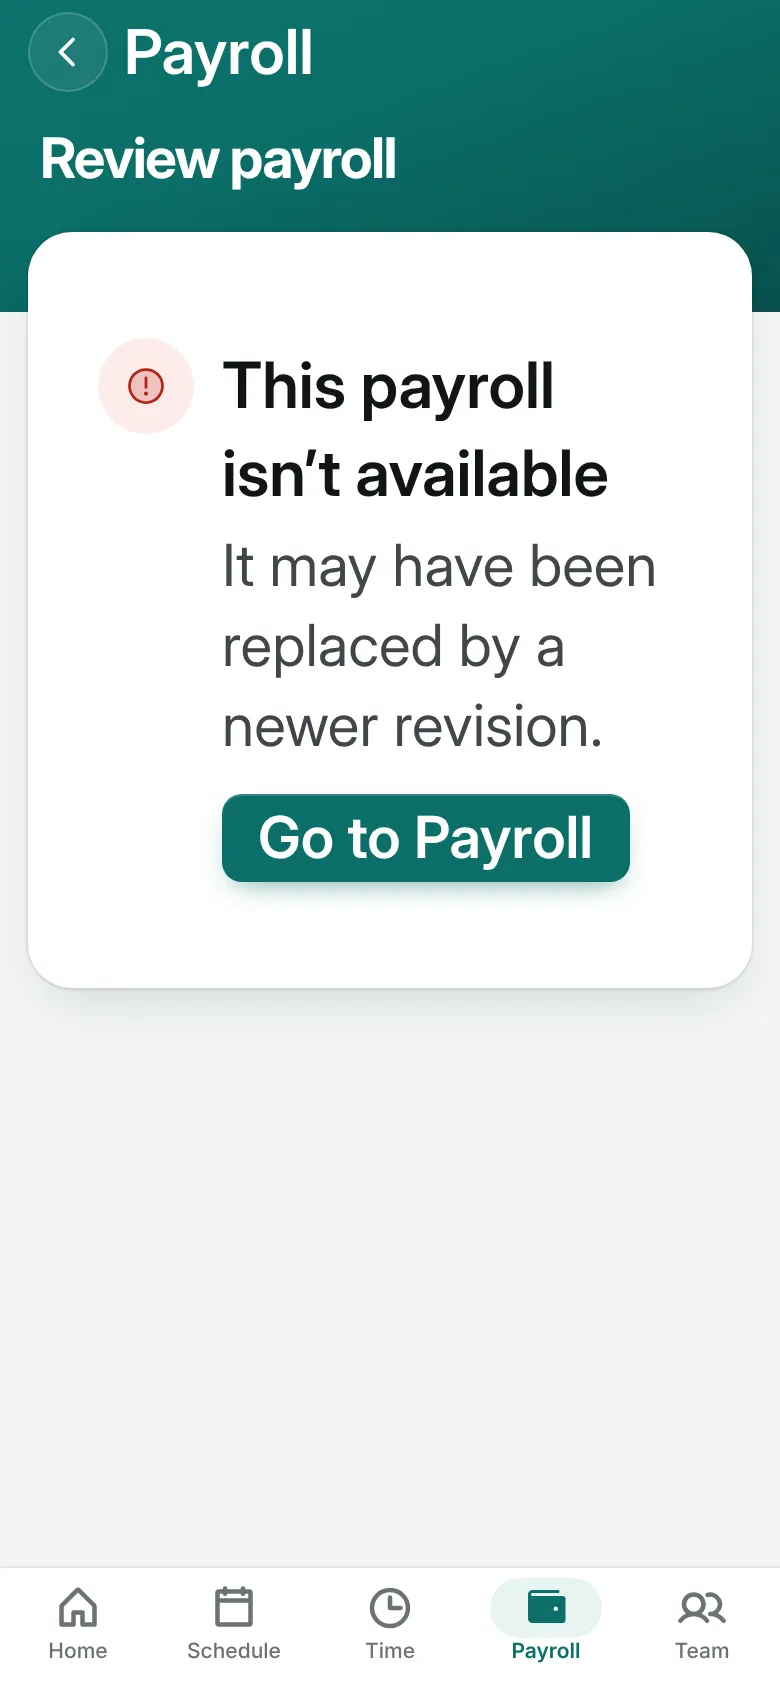 Payroll
Review payroll
This payroll
isn’t available
It may have been
replaced by a
newer revision.
Go to Payroll
Home
Schedule
Time
Payroll
Team